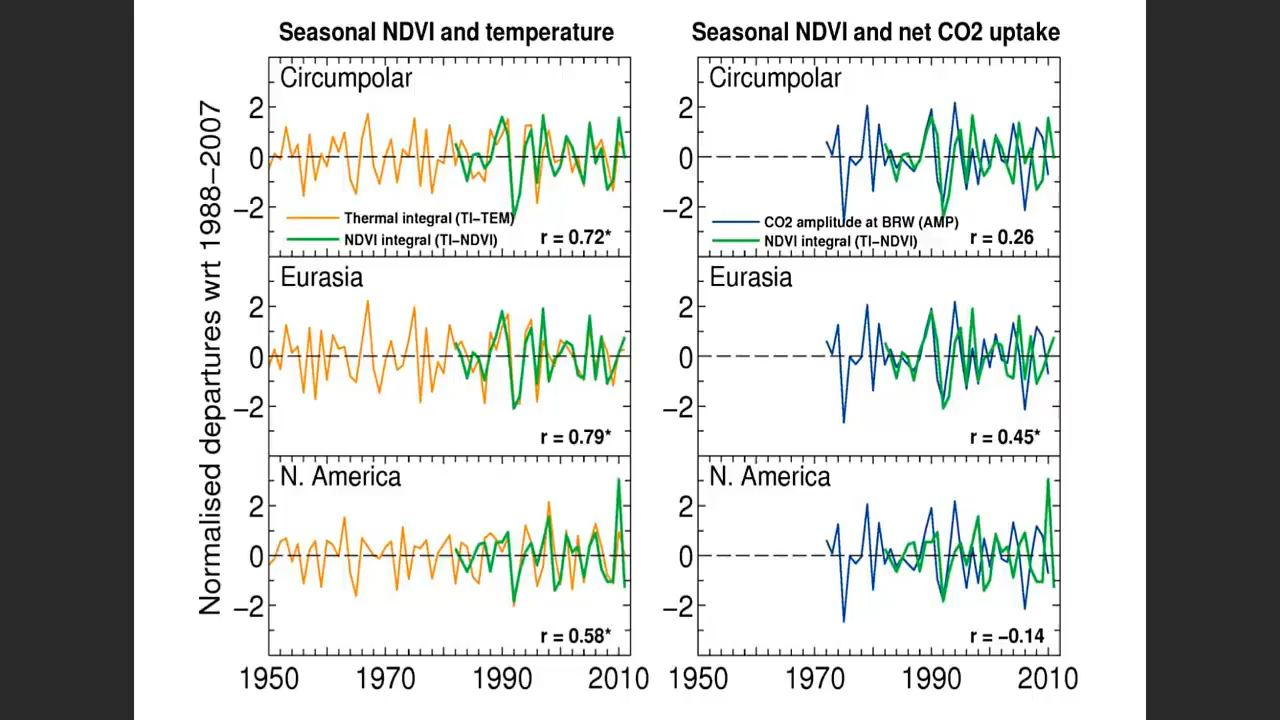 Seasonal NDVI and temperature
Seasonal NDVI and net CO2 uptake
Normalised departures wrt 1988–2007
Circumpolar
2
0
–2
Thermal integral (TI–TEM)
NDVI integral (TI–NDVI)
r = 0.72*
Eurasia
2
0
–2
r = 0.79*
N. America
2
0
–2
r = 0.58*
1950 1970 1990 2010
Circumpolar
2
0
–2
CO2 amplitude at BRW (AMP)
NDVI integral (TI–NDVI)
r = 0.26
Eurasia
2
0
–2
r = 0.45*
N. America
2
0
–2
r = –0.14
1950 1970 1990 2010